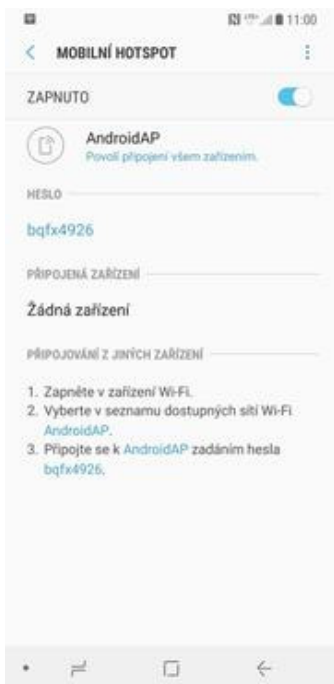 11:00
MOBILNÍ HOTSPOT
ZAPNUTO
AndroidAP
Povolí připojení všem zařízením.
HESLO
bqfx4926
PŘIPOJENÁ ZAŘÍZENÍ
Žádná zařízení
PŘIPOJOVÁNÍ Z JINÝCH ZAŘÍZENÍ
1. Zapněte v zařízení Wi-Fi.
2. Vyberte v seznamu dostupných sítí Wi-Fi
AndroidAP.
3. Připojte se k AndroidAP zadáním hesla
bqfx4926.